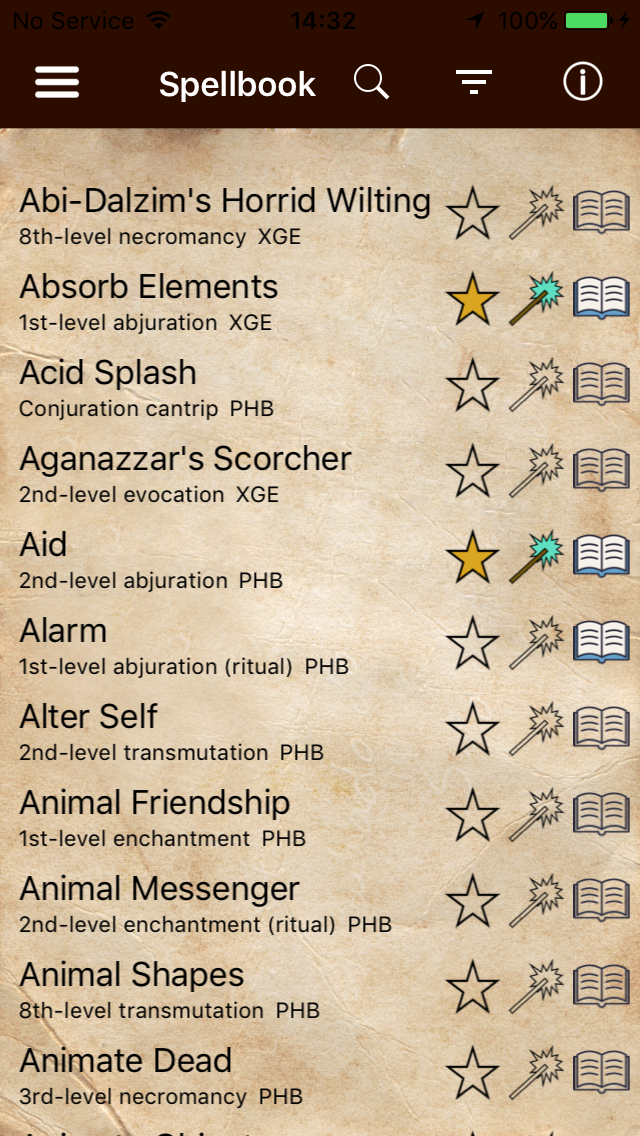 No Service 14:32 100%
Spellbook
Abi-Dalzim's Horrid Wilting
8th-level necromancy XGE
Absorb Elements
1st-level abjuration XGE
Acid Splash
Conjuration cantrip PHB
Aganazzar's Scorcher
2nd-level evocation XGE
Aid
2nd-level abjuration PHB
Alarm
1st-level abjuration (ritual) PHB
Alter Self
2nd-level transmutation PHB
Animal Friendship
1st-level enchantment PHB
Animal Messenger
2nd-level enchantment (ritual) PHB
Animal Shapes
8th-level transmutation PHB
Animate Dead
3rd-level necromancy PHB